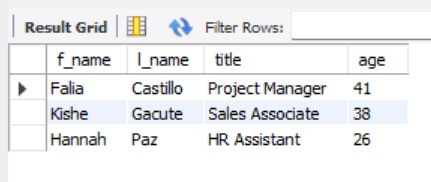 Result Grid Filter Rows:
f_name l_name title age
Falia Castillo Project Manager 41
Kishe Gacute Sales Associate 38
Hannah Paz HR Assistant 26